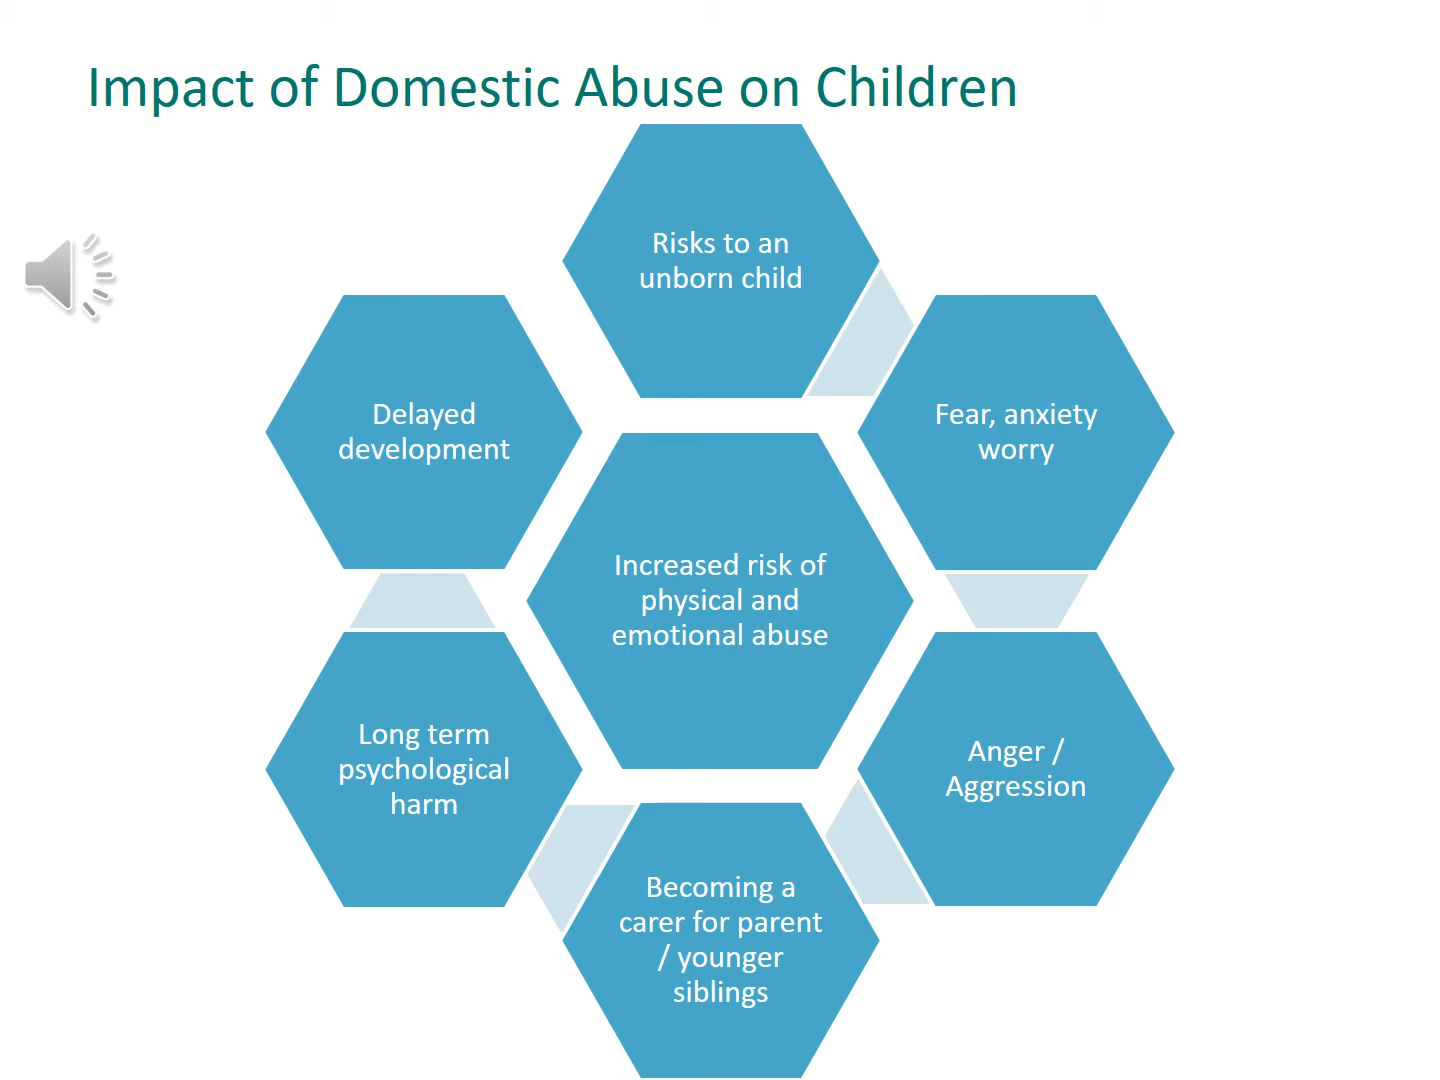 Impact of Domestic Abuse on Children
Risks to an
unborn child
Delayed
development
Fear, anxiety
worry
Increased risk of
physical and
emotional abuse
Long term
psychological
harm
Anger /
Aggression
Becoming a
carer for parent
/ younger
siblings